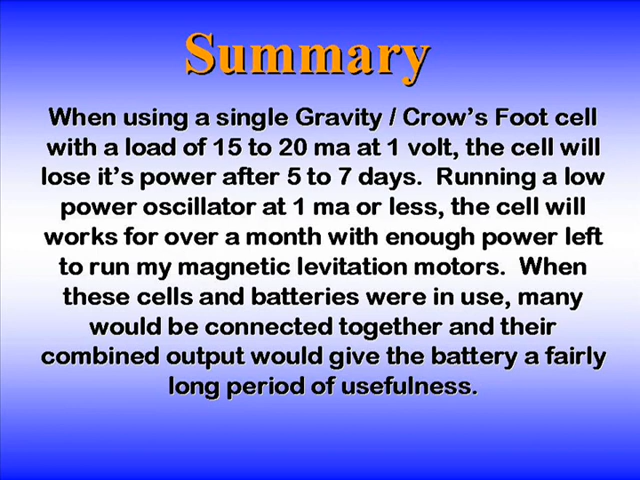 Summary
When using a single Gravity / Crow's Foot cell
with a load of 15 to 20 ma at 1 volt, the cell will
lose it's power after 5 to 7 days.  Running a low
power oscillator at 1 ma or less, the cell will
works for over a month with enough power left
to run my magnetic levitation motors.  When
these cells and batteries were in use, many
would be connected together and their
combined output would give the battery a fairly
long period of usefulness.